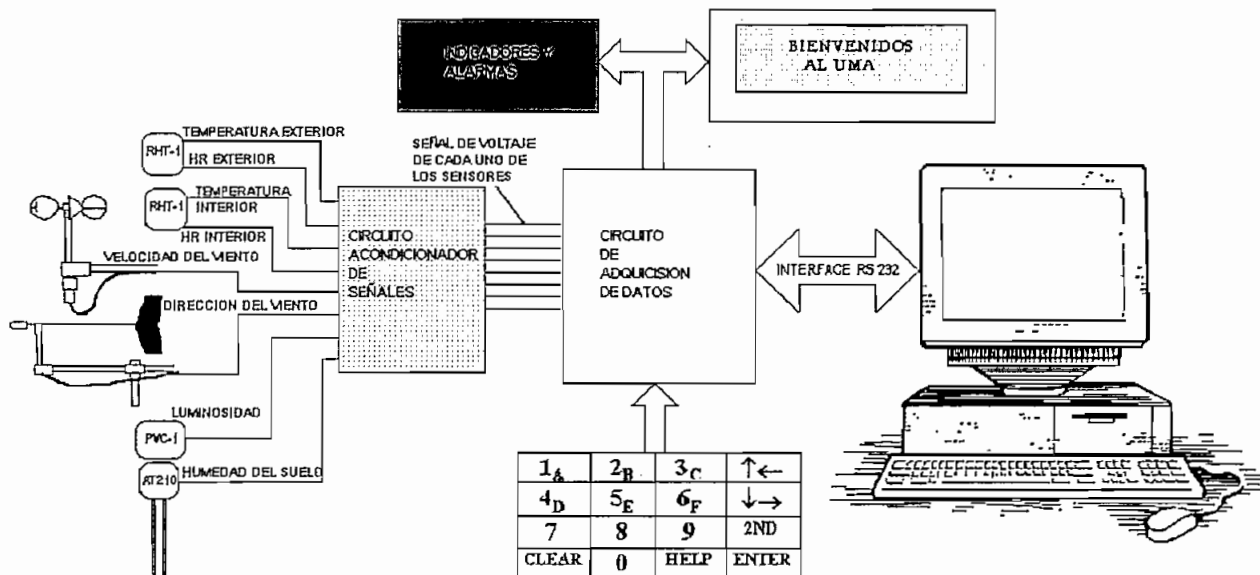 INDICADORES Y
ALARMAS
BIENVENIDOS
AL UMA
TEMPERATURA EXTERIOR
RHT-1
HR EXTERIOR
TEMPERATURA
RHT-1
INTERIOR
HR INTERIOR
VELOCIDAD DEL VIENTO
DIRECCION DEL VIENTO
LUMINOSIDAD
PWC-1
HUMEDAD DEL SUELO
AT210
SEÑAL DE VOLTAJE
DE CADA UNO DE
LOS SENSORES
CIRCUITO
ACONDICIONADOR
DE
SEÑALES
CIRCUITO
DE
ADQUICISION
DE DATOS
INTERFACE RS 232
1A 2B 3C ↑←
4D 5E 6F ↓→
7 8 9 2ND
CLEAR 0 HELP ENTER